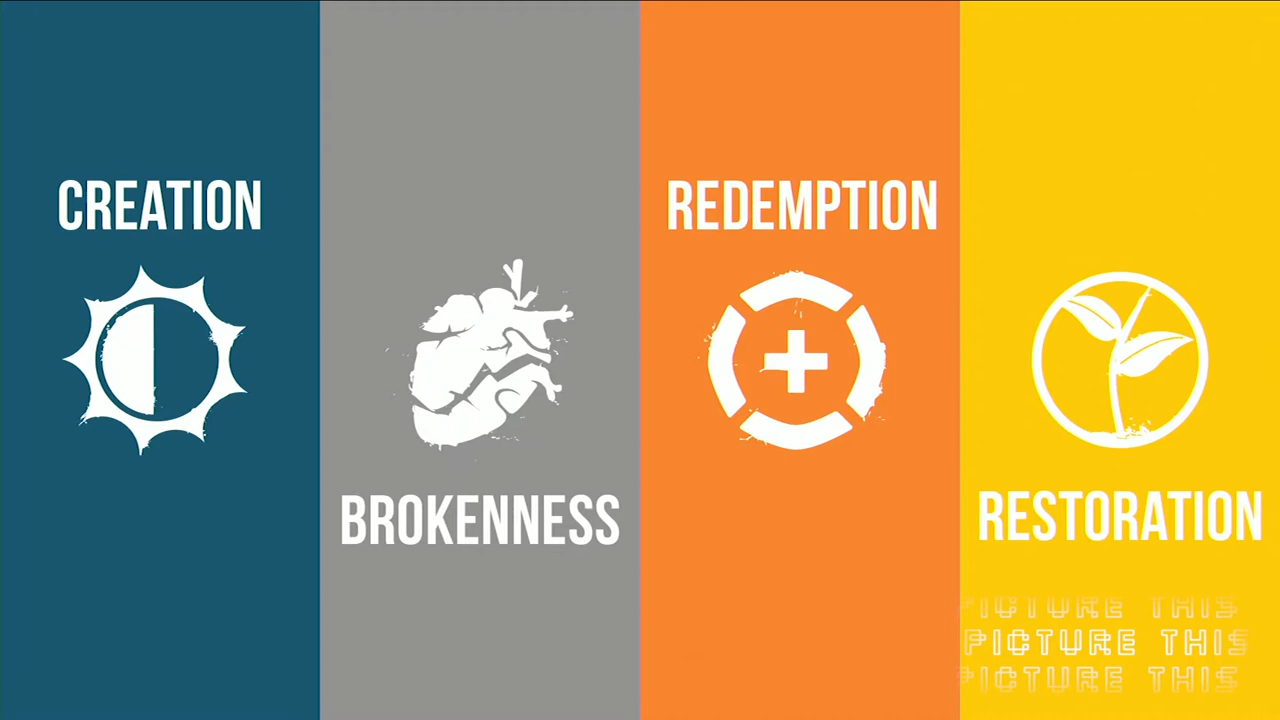 CREATION
BROKENNESS
REDEMPTION
RESTORATION
PICTURE THIS
PICTURE THIS
PICTURE THIS